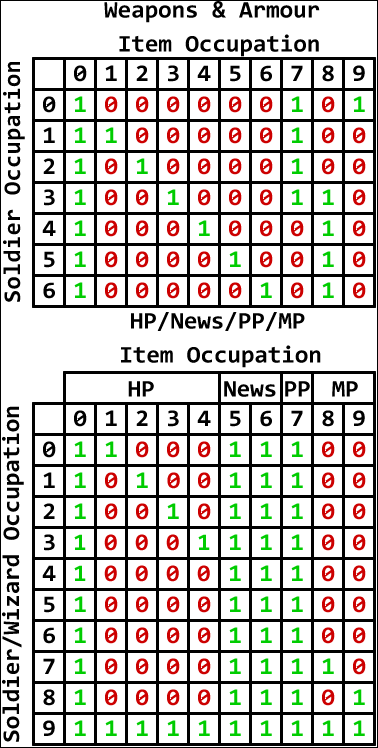 Weapons & Armour
Item Occupation
Soldier Occupation
0 1 2 3 4 5 6 7 8 9
0 1 0 0 0 0 0 0 1 0 1
1 1 1 0 0 0 0 0 1 0 0
2 1 0 1 0 0 0 0 1 0 0
3 1 0 0 1 0 0 0 1 1 0
4 1 0 0 0 1 0 0 0 1 0
5 1 0 0 0 0 1 0 0 1 0
6 1 0 0 0 0 0 1 0 1 0
HP/News/PP/MP
Item Occupation
Soldier/Wizard Occupation
HP News PP MP
0 1 2 3 4 5 6 7 8 9
0 1 1 0 0 0 1 1 1 0 0
1 1 0 1 0 0 1 1 1 0 0
2 1 0 0 1 0 1 1 1 0 0
3 1 0 0 0 1 1 1 1 0 0
4 1 0 0 0 0 1 1 1 0 0
5 1 0 0 0 0 1 1 1 0 0
6 1 0 0 0 0 1 1 1 0 0
7 1 0 0 0 0 1 1 1 1 0
8 1 0 0 0 0 1 1 1 0 1
9 1 1 1 1 1 1 1 1 1 1